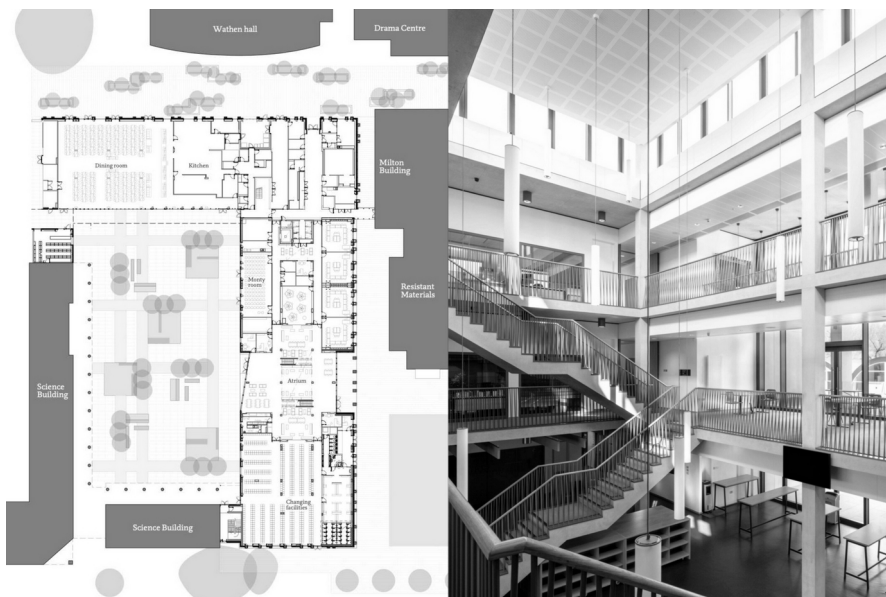 Wathen hall
Drama Centre
Dining room
Kitchen
Milton
Building
Monty
room
Resistant
Materials
Atrium
Science
Building
Changing
facilities
Science Building